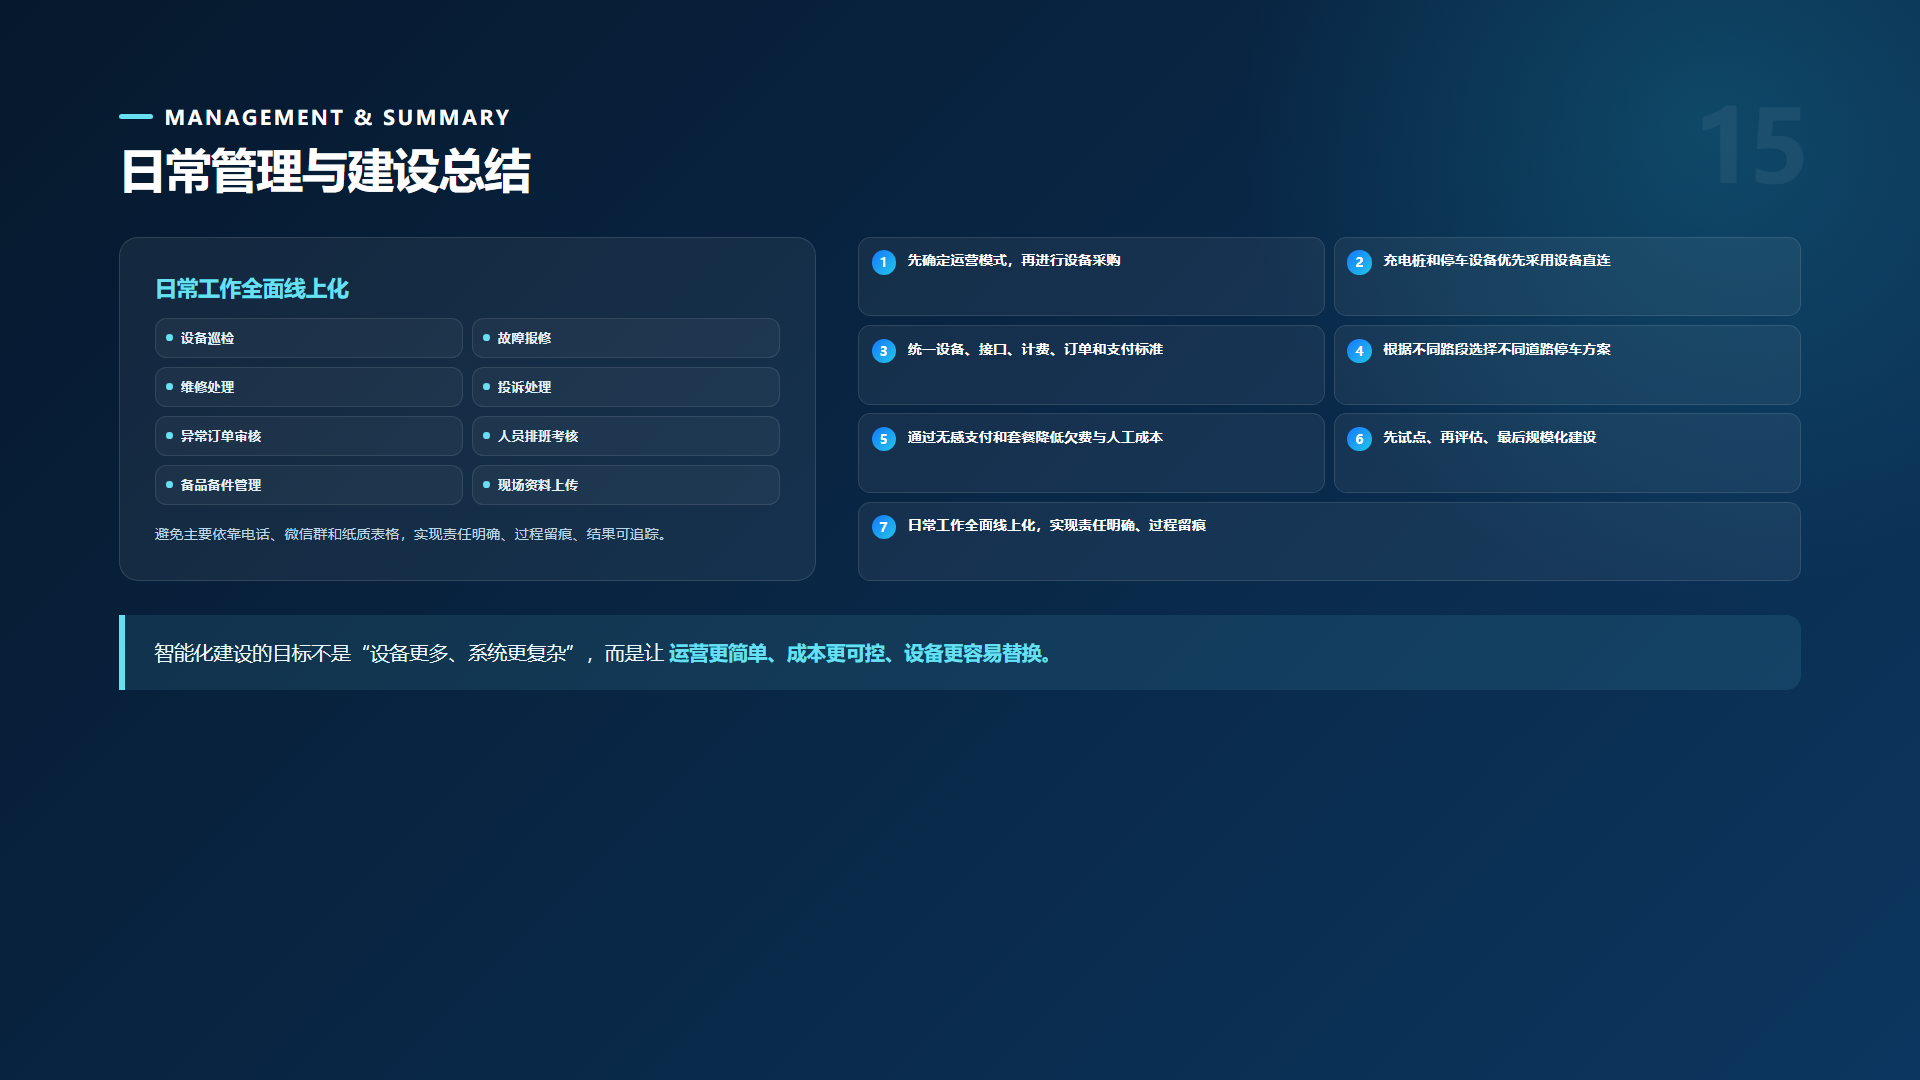 MANAGEMENT & SUMMARY
日常管理与建设总结
15
日常工作全面线上化
设备巡检
故障报修
维修处理
投诉处理
异常订单审核
人员排班考核
备品备件管理
现场资料上传
避免主要依靠电话、微信群和纸质表格，实现责任明确、过程留痕、结果可追踪。
1 先确定运营模式，再进行设备采购
2 充电桩和停车设备优先采用设备直连
3 统一设备、接口、计费、订单和支付标准
4 根据不同路段选择不同道路停车方案
5 通过无感支付和套餐降低欠费与人工成本
6 先试点、再评估、最后规模化建设
7 日常工作全面线上化，实现责任明确、过程留痕
智能化建设的目标不是“设备更多、系统更复杂”，而是让 运营更简单、成本更可控、设备更容易替换。